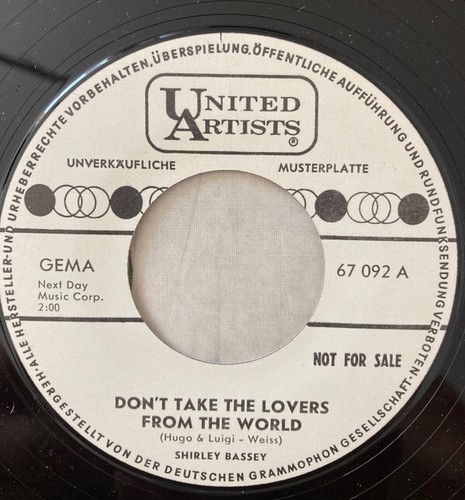 -ALLE HERSTELLER-UND URHEBERRECHTE VORBEHALTEN, ÜBERSPIELUNG, ÖFFENTLICHE AUFFÜHRUNG UND RUNDFUNKSENDUNG VERBOTEN-
UNITED
ARTISTS
®
UNVERKÄUFLICHE MUSTERPLATTE
GEMA
67 092 A
Next Day
Music Corp.
2:00
NOT FOR SALE
DON'T TAKE THE LOVERS
FROM THE WORLD
(Hugo & Luigi - Weiss)
SHIRLEY BASSEY
HERGESTELLT VON DER DEUTSCHEN GRAMMOPHON GESELLSCHAFT-